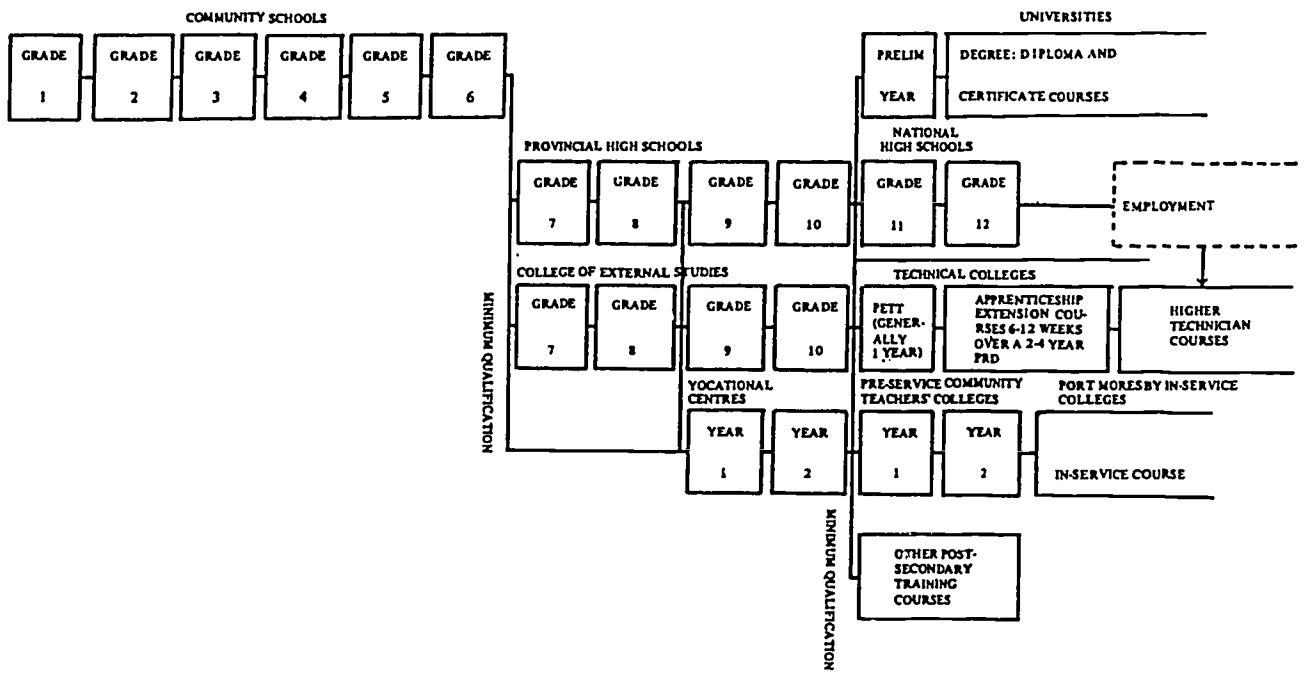 COMMUNITY SCHOOLS
GRADE 1
GRADE 2
GRADE 3
GRADE 4
GRADE 5
GRADE 6
UNIVERSITIES
PRELIM
YEAR
DEGREE: DIPLOMA AND
CERTIFICATE COURSES
PROVINCIAL HIGH SCHOOLS
GRADE 7
GRADE 8
GRADE 9
GRADE 10
NATIONAL
HIGH SCHOOLS
GRADE 11
GRADE 12
EMPLOYMENT
MINIMUM QUALIFICATION
COLLEGE OF EXTERNAL STUDIES
GRADE 7
GRADE 8
GRADE 9
GRADE 10
TECHNICAL COLLEGES
PETT
(GENER-
ALLY
1 YEAR)
APPRENTICESHIP
EXTENSION COU-
RSES 6-12 WEEKS
OVER A 2-4 YEAR
PRD
HIGHER
TECHNICIAN
COURSES
VOCATIONAL
CENTRES
YEAR 1
YEAR 2
PRE-SERVICE COMMUNITY
TEACHERS' COLLEGES
YEAR 1
YEAR 2
PORT MORESBY IN-SERVICE
COLLEGES
IN-SERVICE COURSE
MINIMUM QUALIFICATION
OTHER POST-
SECONDARY
TRAINING
COURSES